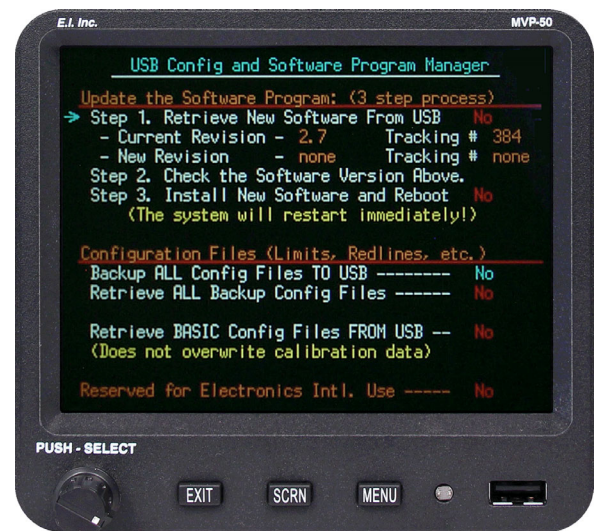 E.I. Inc. MVP-50
USB Config and Software Program Manager
Update the Software Program: (3 step process)
Step 1. Retrieve New Software From USB No
- Current Revision - 2.7 Tracking # 384
- New Revision - none Tracking # none
Step 2. Check the Software Version Above.
Step 3. Install New Software and Reboot No
(The system will restart immediately!)
Configuration Files (Limits, Redlines, etc.)
Backup ALL Config Files TO USB -------- No
Retrieve ALL Backup Config Files ------ No
Retrieve BASIC Config Files FROM USB -- No
(Does not overwrite calibration data)
Reserved for Electronics Intl. Use ----- No
PUSH - SELECT
EXIT SCRN MENU